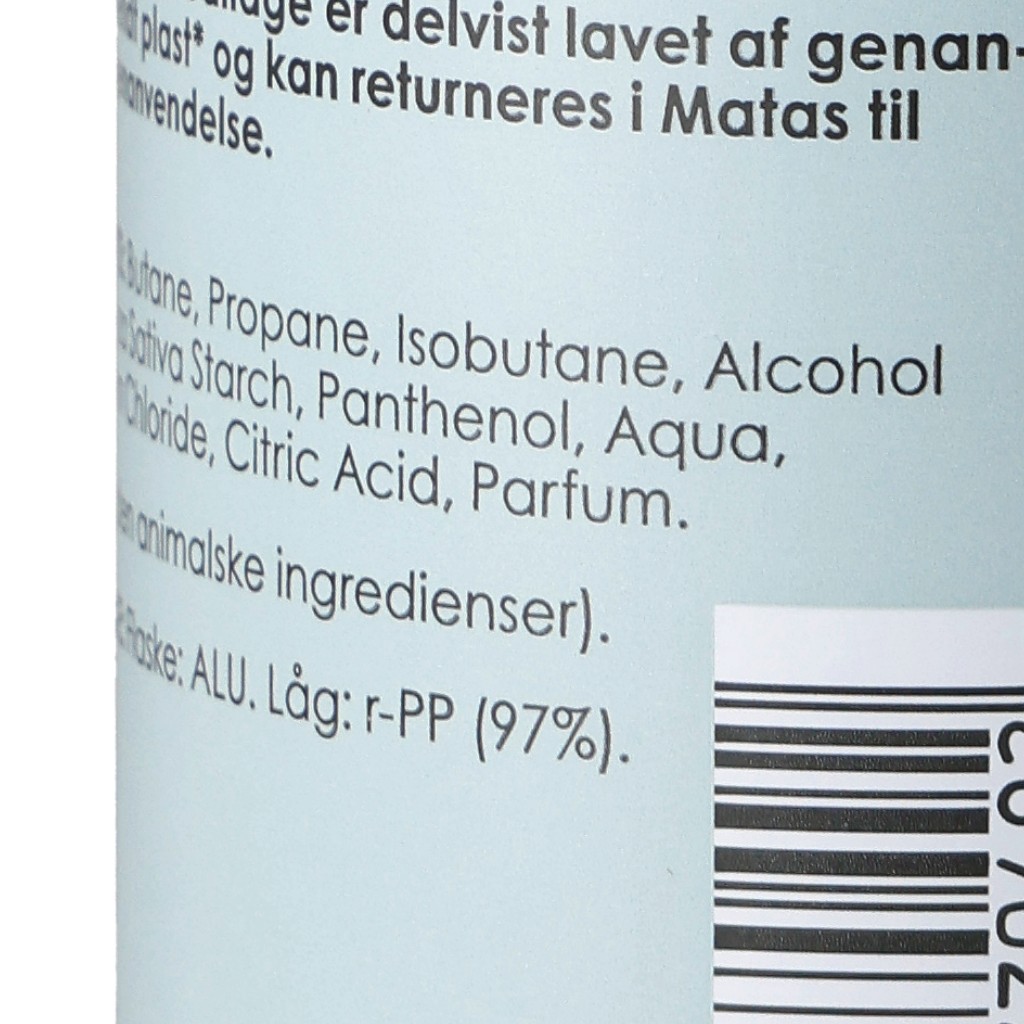 er delvist lavet af genan-
plast* og kan returneres i Matas til
anvendelse.
Butane, Propane, Isobutane, Alcohol
Sativa Starch, Panthenol, Aqua,
Chloride, Citric Acid, Parfum.
animalske ingredienser).
Flaske: ALU. Låg: r-PP (97%).